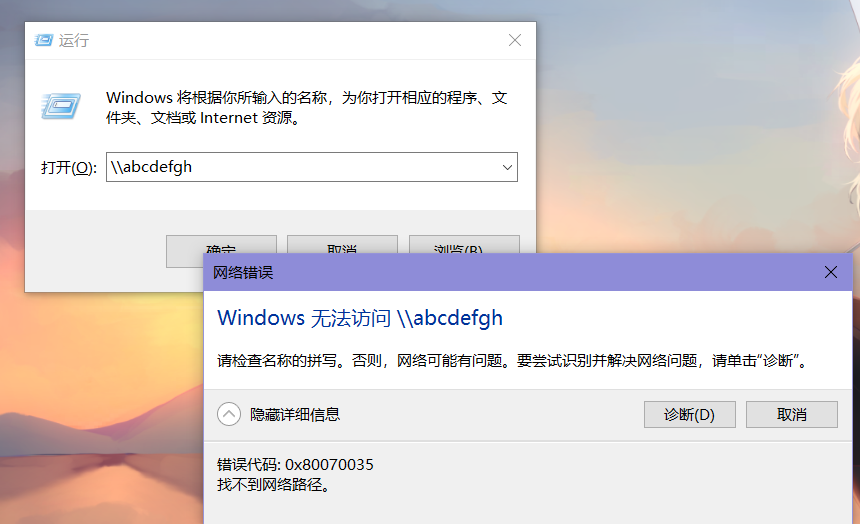 运行
Windows 将根据你所输入的名称，为你打开相应的程序、文
件夹、文档或 Internet 资源。
打开(O): \\abcdefgh
确定 取消 浏览(B)
网络错误
Windows 无法访问 \\abcdefgh
请检查名称的拼写。否则，网络可能有问题。要尝试识别并解决网络问题，请单击“诊断”。
隐藏详细信息 诊断(D) 取消
错误代码: 0x80070035
找不到网络路径。